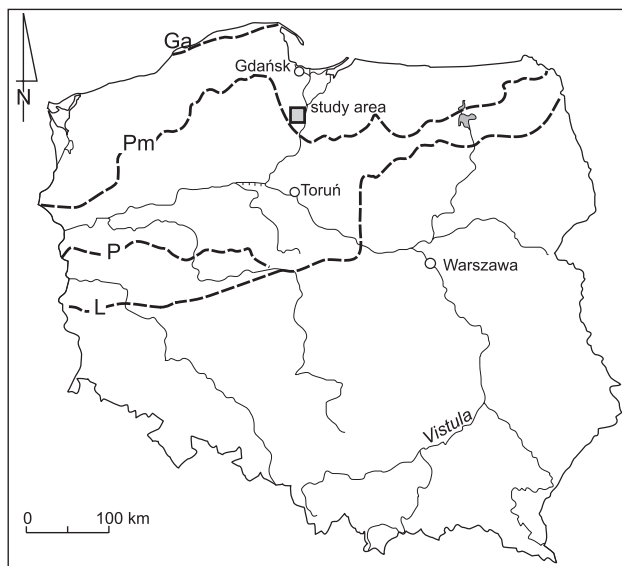 Ga
Gdańsk
N
study area
Pm
Toruń
P
Warszawa
L
Vistula
0 100 km